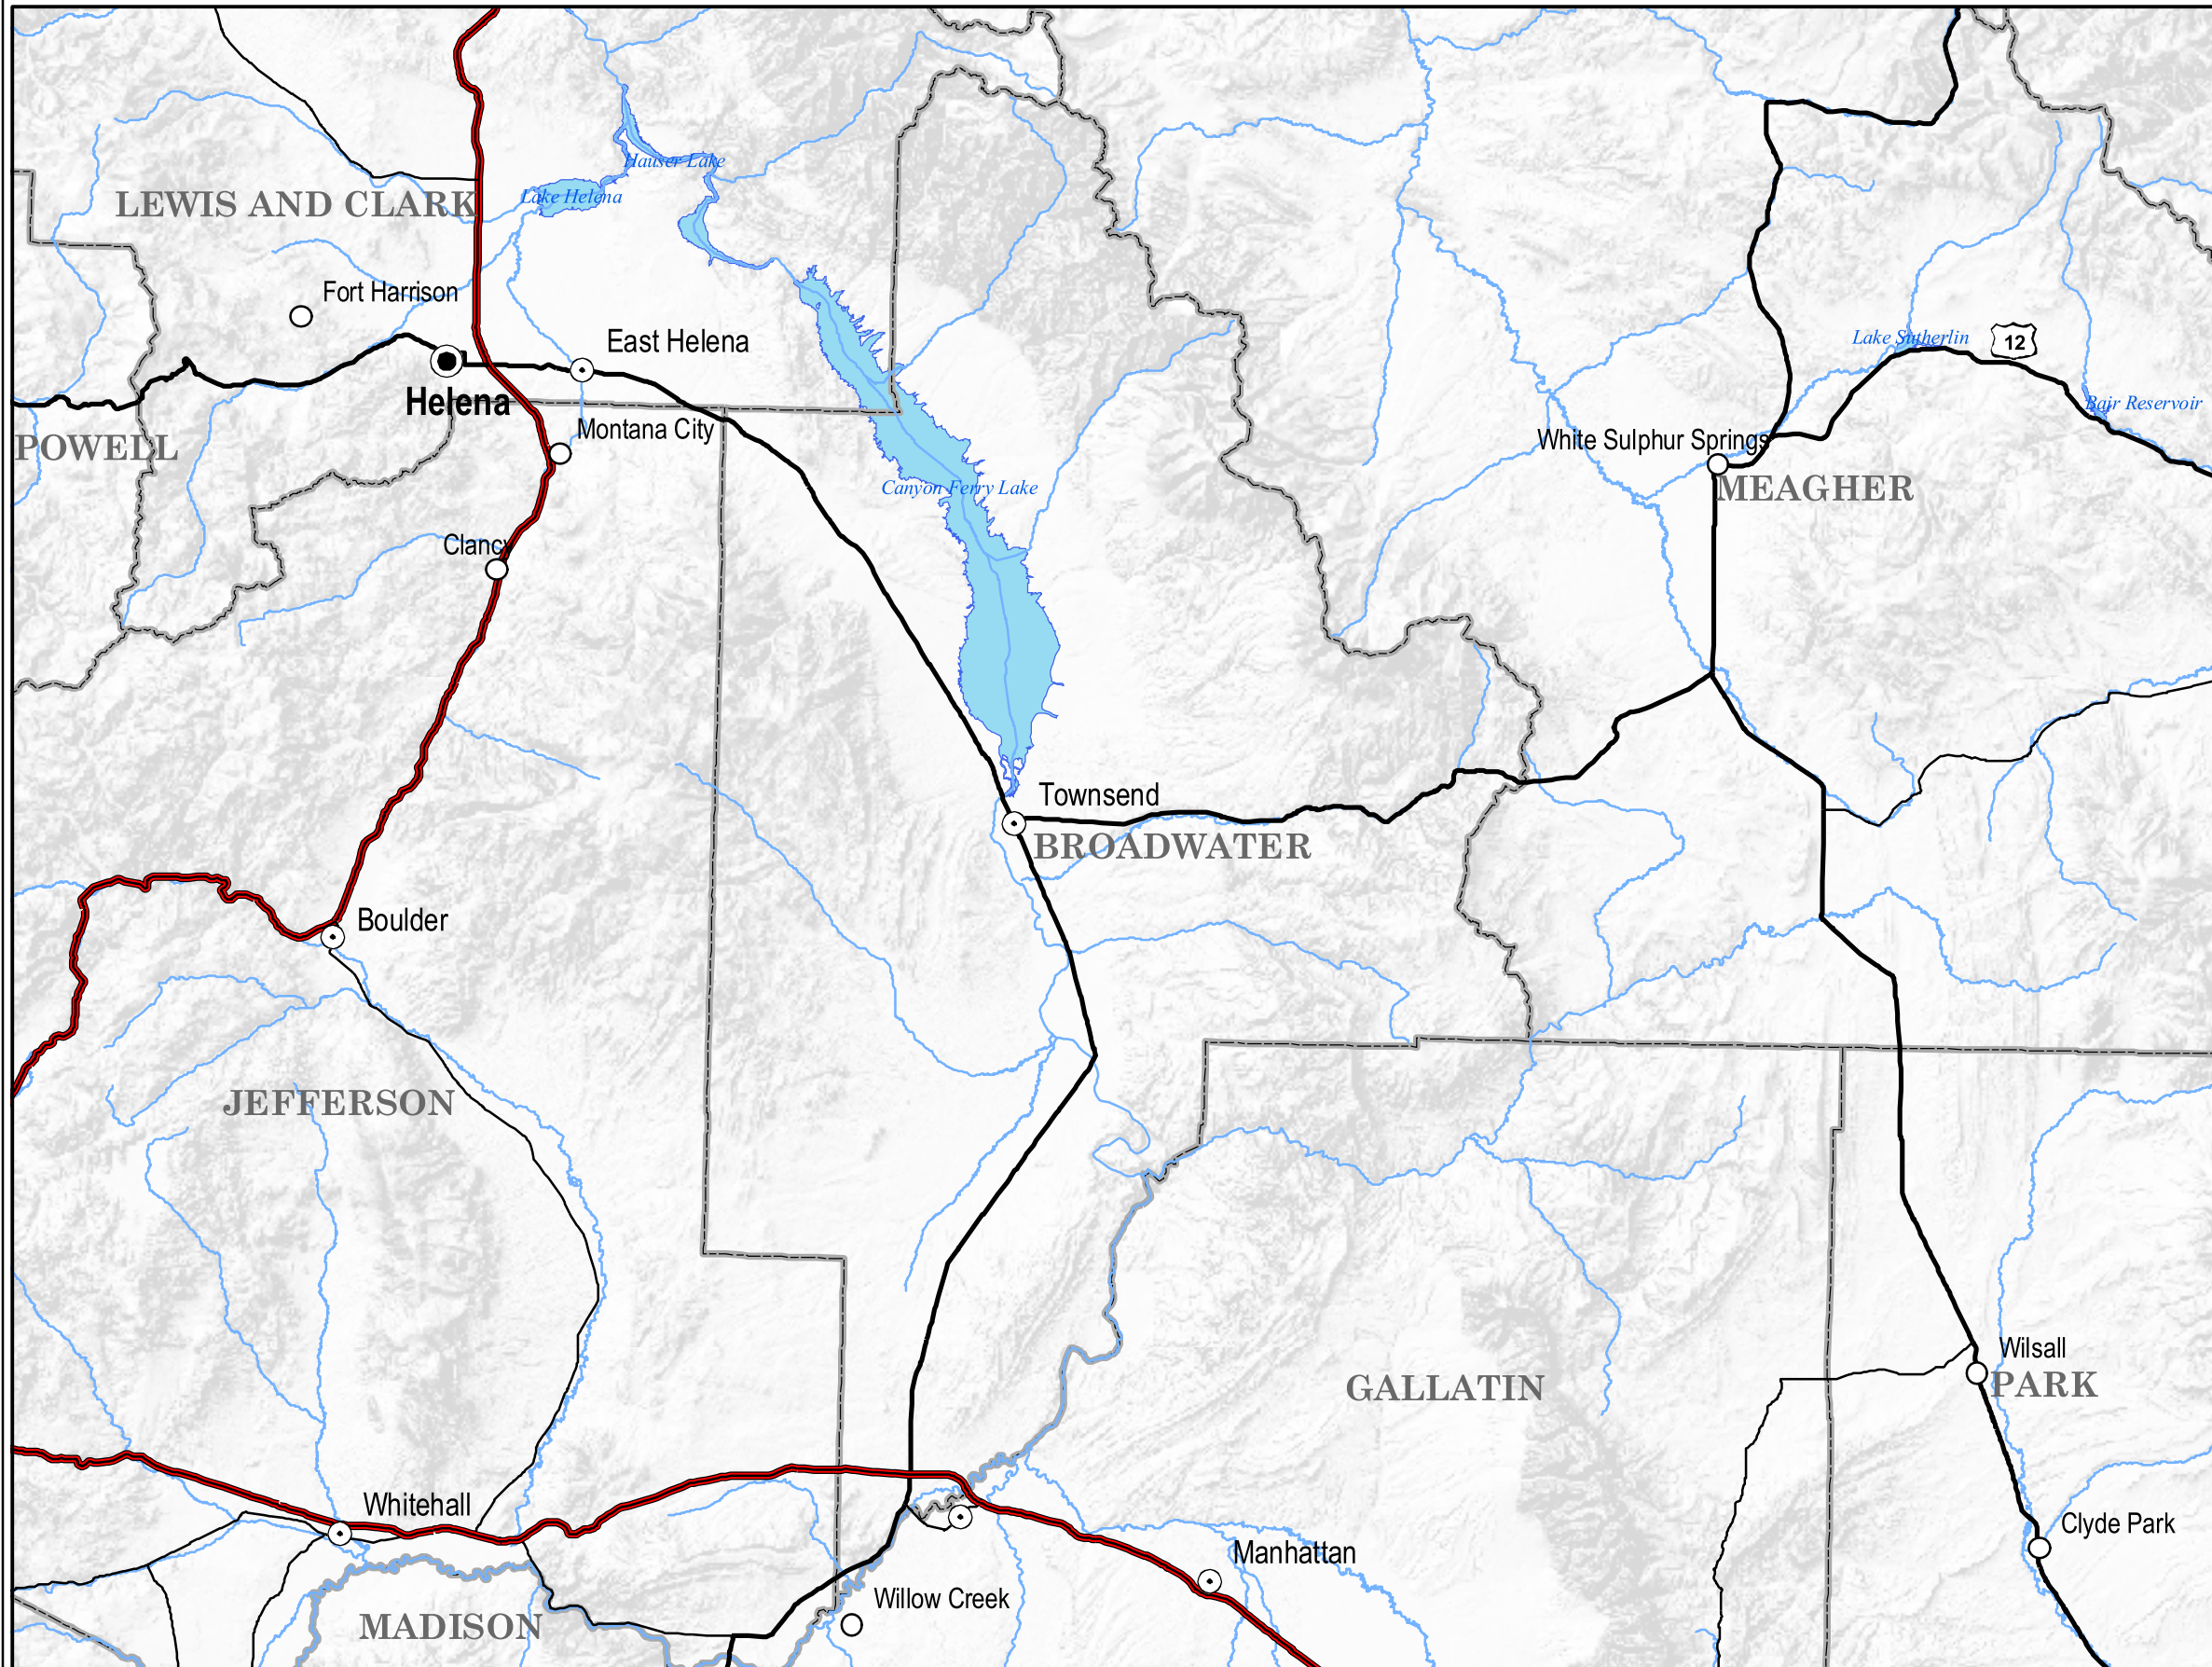 Hauser Lake
Lake Helena
LEWIS AND CLARK
Fort Harrison
East Helena
Lake Sutherlin
12
Helena
Bair Reservoir
Montana City
POWELL
White Sulphur Springs
MEAGHER
Canyon Ferry Lake
Clancy
Townsend
BROADWATER
Boulder
JEFFERSON
Wilsall
GALLATIN
PARK
Whitehall
Clyde Park
Manhattan
Willow Creek
MADISON